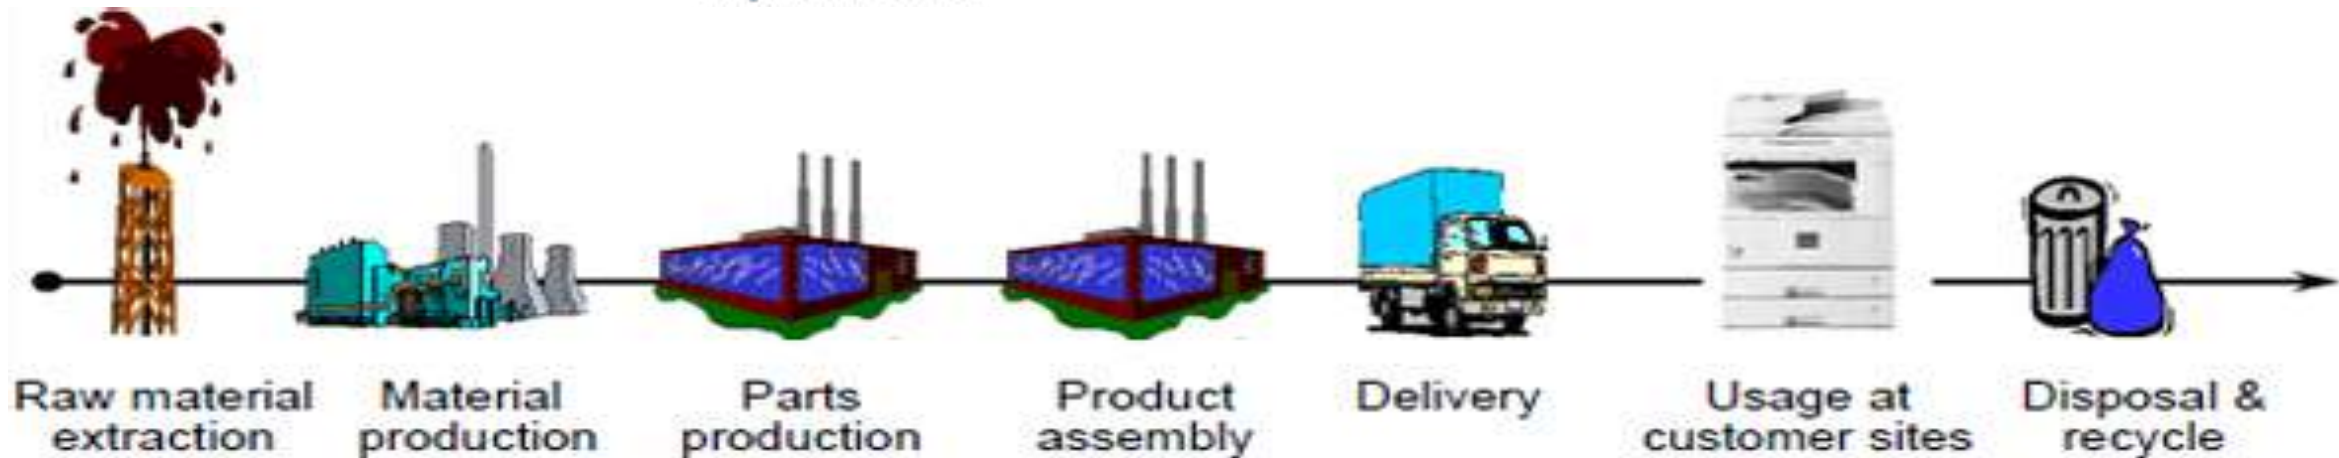 Raw material
extraction
Material
production
Parts
production
Product
assembly
Delivery
Usage at
customer sites
Disposal &
recycle